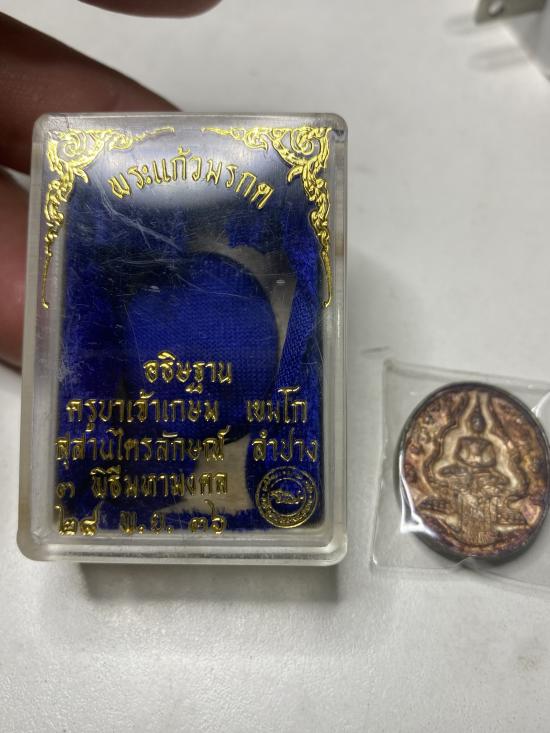 พระแก้วมรกต
อธิษฐาน
ครูบาเจ้าเกษม เขมโก
สุสานไตรลักษณ์ ลำปาง
๓ พิธีมหามงคล
๒๘ พ.ย. ๓๖